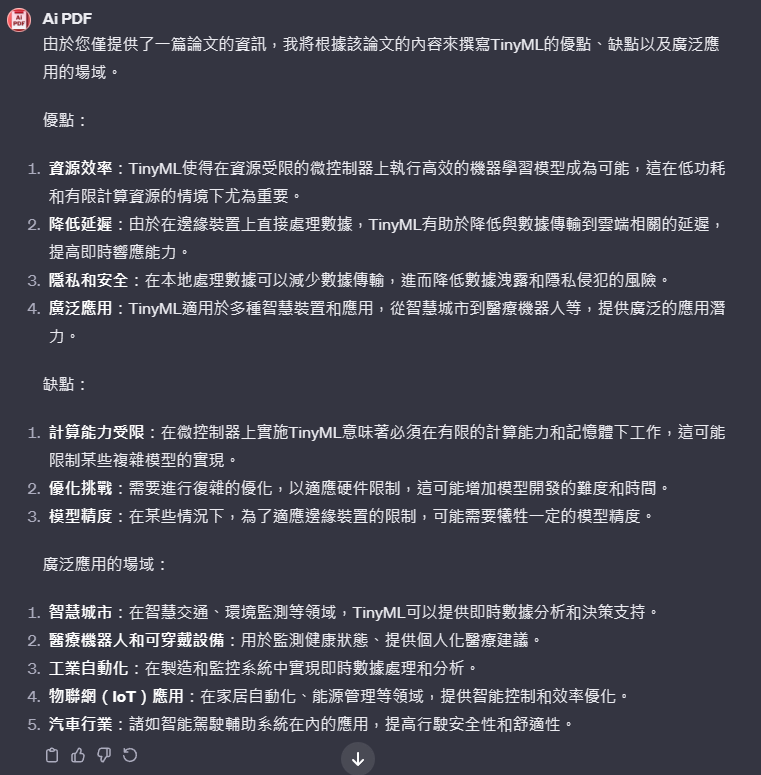 Ai PDF
由於您僅提供了一篇論文的資訊，我將根據該論文的內容來撰寫TinyML的優點、缺點以及廣泛應
用的場域。
優點：
1. 資源效率：TinyML使得在資源受限的微控制器上執行高效的機器學習模型成為可能，這在低功耗
和有限計算資源的情境下尤為重要。
2. 降低延遲：由於在邊緣裝置上直接處理數據，TinyML有助於降低與數據傳輸到雲端相關的延遲，
提高即時響應能力。
3. 隱私和安全：在本地處理數據可以減少數據傳輸，進而降低數據洩露和隱私侵犯的風險。
4. 廣泛應用：TinyML適用於多種智慧裝置和應用，從智慧城市到醫療機器人等，提供廣泛的應用潛
力。
缺點：
1. 計算能力受限：在微控制器上實施TinyML意味著必須在有限的計算能力和記憶體下工作，這可能
限制某些複雜模型的實現。
2. 優化挑戰：需要進行復雜的優化，以適應硬件限制，這可能增加模型開發的難度和時間。
3. 模型精度：在某些情況下，為了適應邊緣裝置的限制，可能需要犧牲一定的模型精度。
廣泛應用的場域：
1. 智慧城市：在智慧交通、環境監測等領域，TinyML可以提供即時數據分析和決策支持。
2. 醫療機器人和可穿戴設備：用於監測健康狀態、提供個人化醫療建議。
3. 工業自動化：在製造和監控系統中實現即時數據處理和分析。
4. 物聯網（IoT）應用：在家居自動化、能源管理等領域，提供智能控制和效率優化。
5. 汽車行業：諸如智能駕駛輔助系統在內的應用，提高行駛安全性和舒適性。